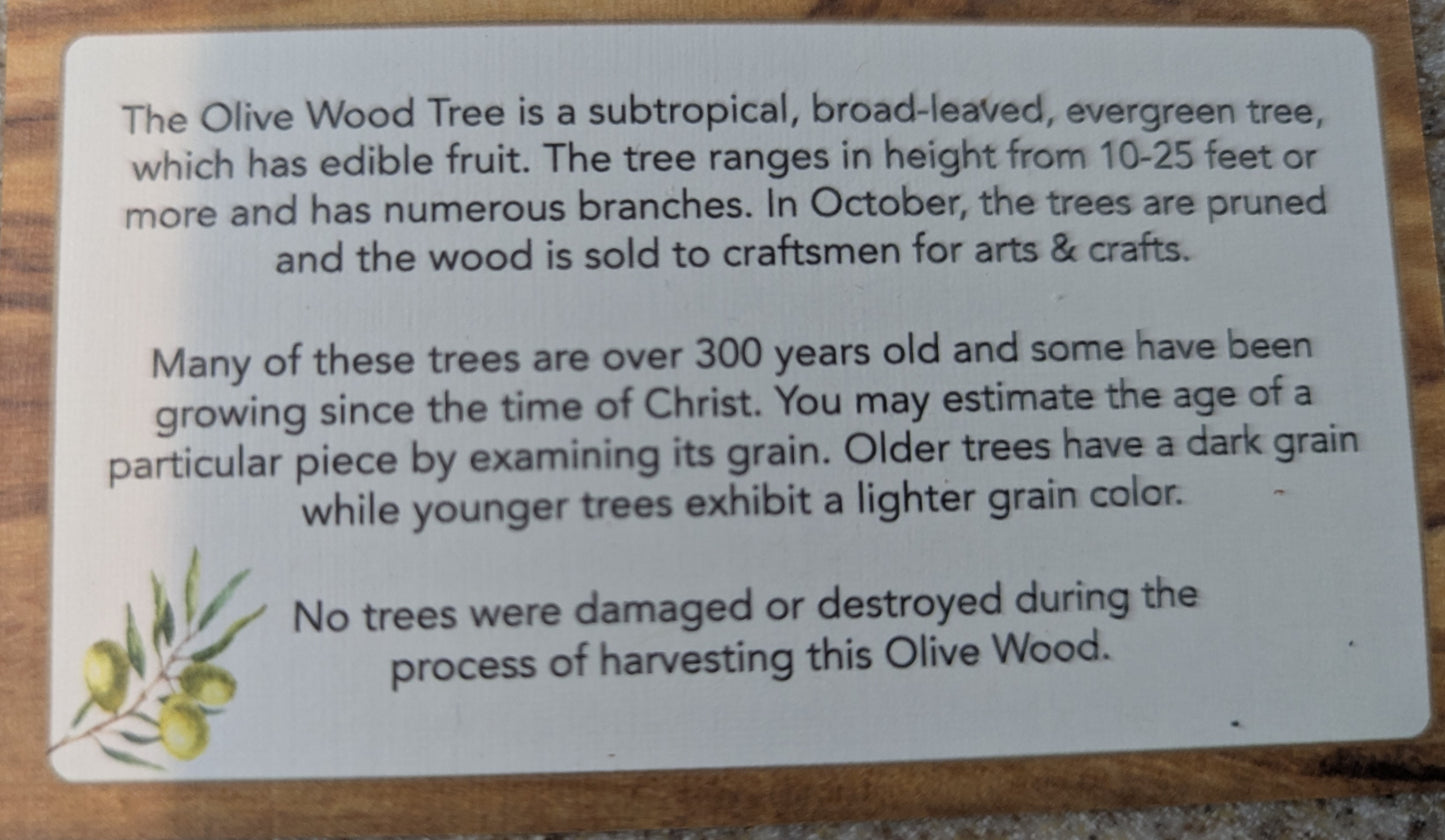 The Olive Wood Tree is a subtropical, broad-leaved, evergreen tree,
which has edible fruit. The tree ranges in height from 10-25 feet or
more and has numerous branches. In October, the trees are pruned
and the wood is sold to craftsmen for arts & crafts.
Many of these trees are over 300 years old and some have been
growing since the time of Christ. You may estimate the age of a
particular piece by examining its grain. Older trees have a dark grain
while younger trees exhibit a lighter grain color.
No trees were damaged or destroyed during the
process of harvesting this Olive Wood.